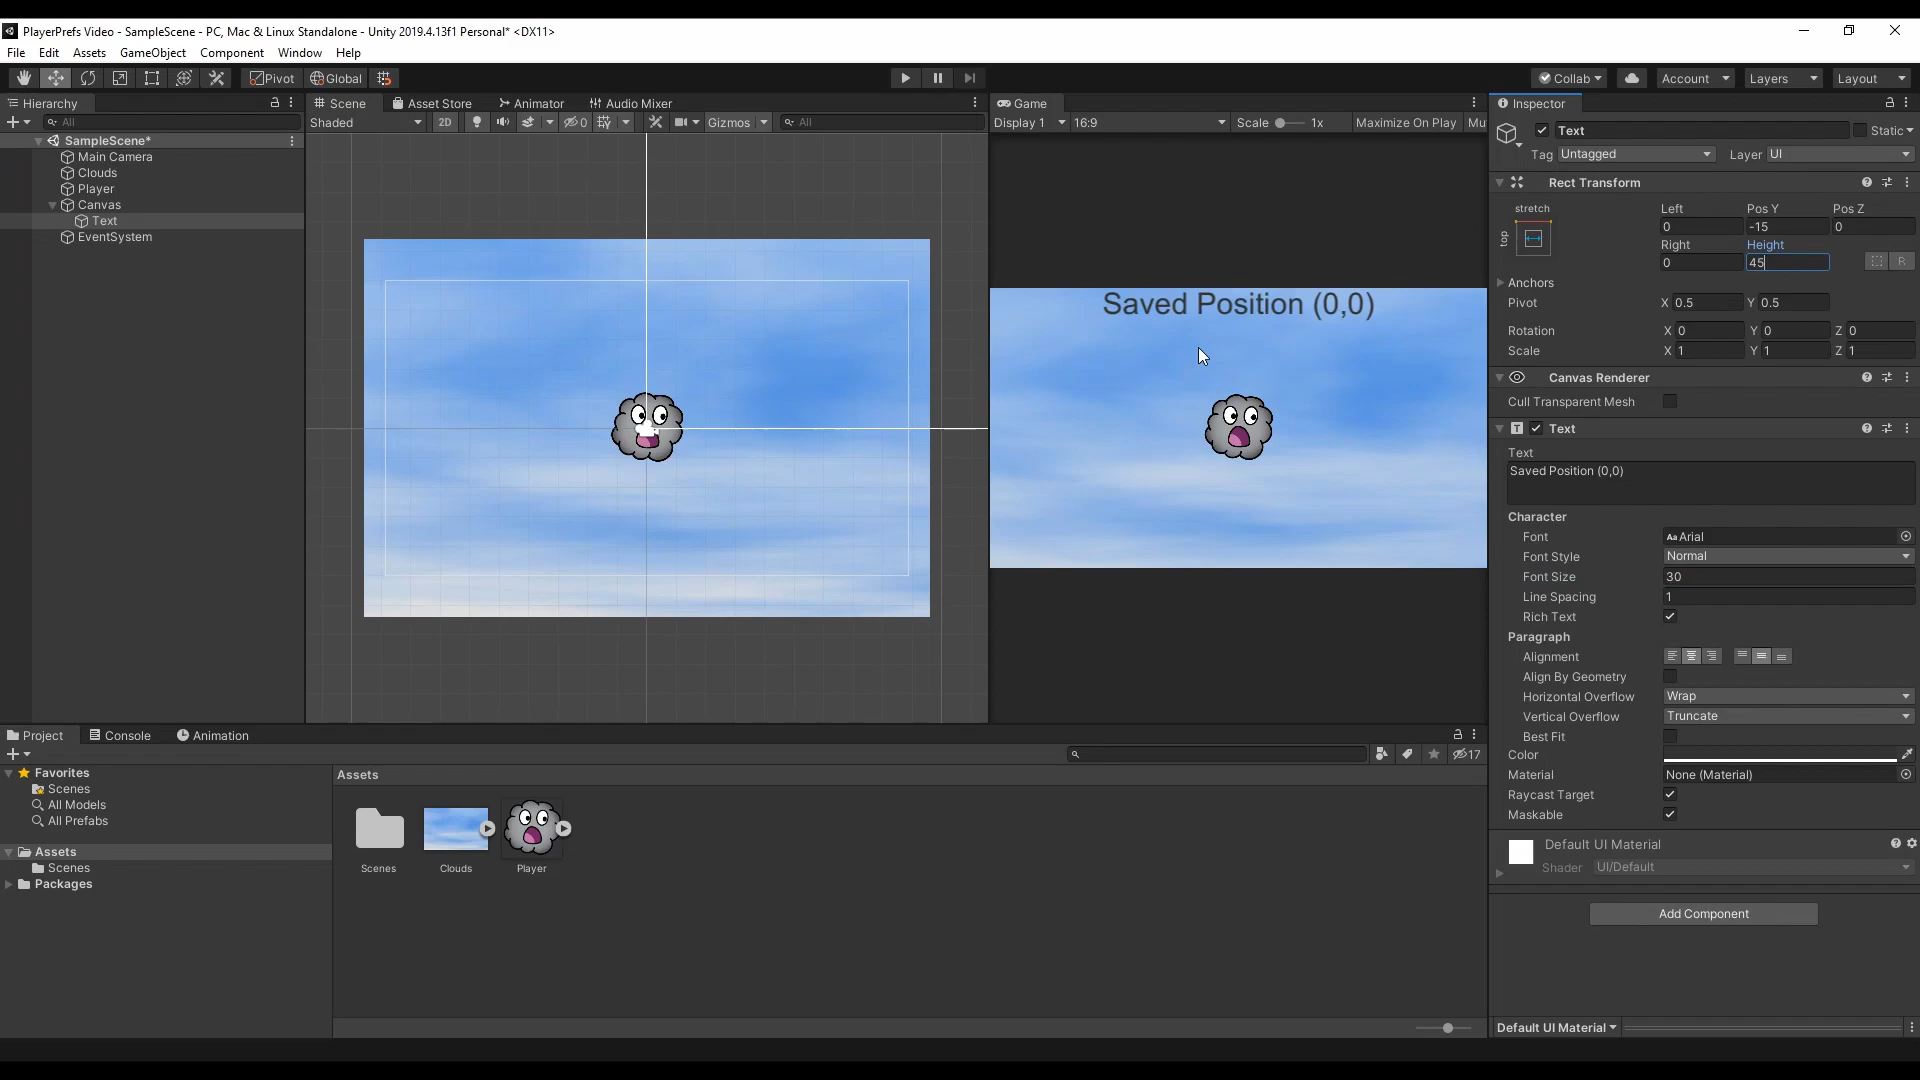 PlayerPrefs Video - SampleScene - PC, Mac & Linux Standalone - Unity 2019.4.13f1 Personal* <DX11>
File Edit Assets GameObject Component Window Help
Pivot Global Collab Account Layers Layout
Hierarchy
All
SampleScene*
Main Camera
Clouds
Player
Canvas
Text
EventSystem
Scene Asset Store Animator Audio Mixer
Shaded 2D 0 Gizmos All
Game
Display 1 16:9 Scale 1x Maximize On Play Mu
Saved Position (0,0)
Inspector
Text Static
Tag Untagged Layer UI
Rect Transform
stretch Left Pos Y Pos Z
top 0 -15 0
Right Height
0 45 R
Anchors
Pivot X 0.5 Y 0.5
Rotation X 0 Y 0 Z 0
Scale X 1 Y 1 Z 1
Canvas Renderer
Cull Transparent Mesh
T Text
Text
Saved Position (0,0)
Character
Font Aa Arial
Font Style Normal
Font Size 30
Line Spacing 1
Rich Text
Paragraph
Alignment
Align By Geometry
Horizontal Overflow Wrap
Vertical Overflow Truncate
Best Fit
Color
Material None (Material)
Raycast Target
Maskable
Default UI Material
Shader UI/Default
Add Component
Default UI Material
Project Console Animation
17
Favorites
Scenes
All Models
All Prefabs
Assets
Scenes
Packages
Assets
Scenes Clouds Player